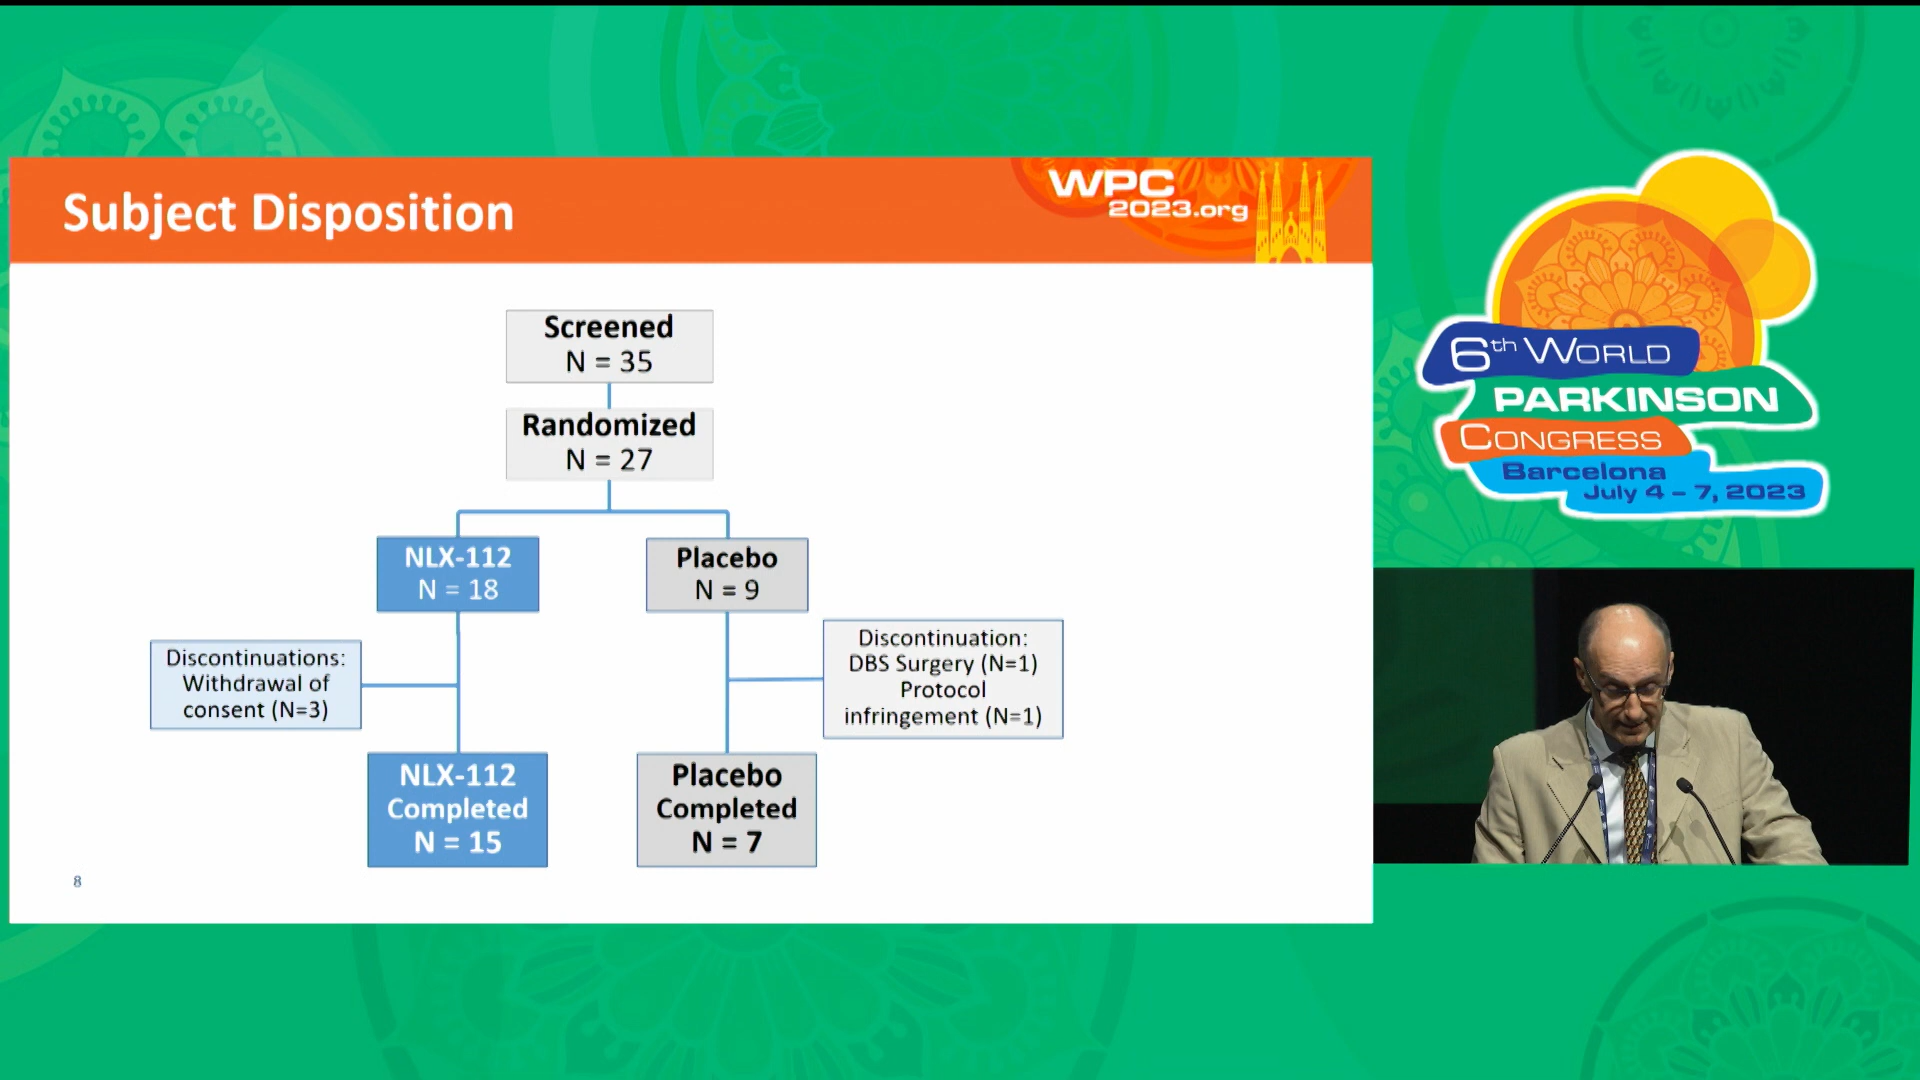 Subject Disposition
WPC
2023.org
Screened
N = 35
Randomized
N = 27
NLX-112
N = 18
Placebo
N = 9
Discontinuations:
Withdrawal of
consent (N=3)
Discontinuation:
DBS Surgery (N=1)
Protocol
infringement (N=1)
NLX-112
Completed
N = 15
Placebo
Completed
N = 7
8
6th WORLD
PARKINSON
CONGRESS
Barcelona
July 4 – 7, 2023